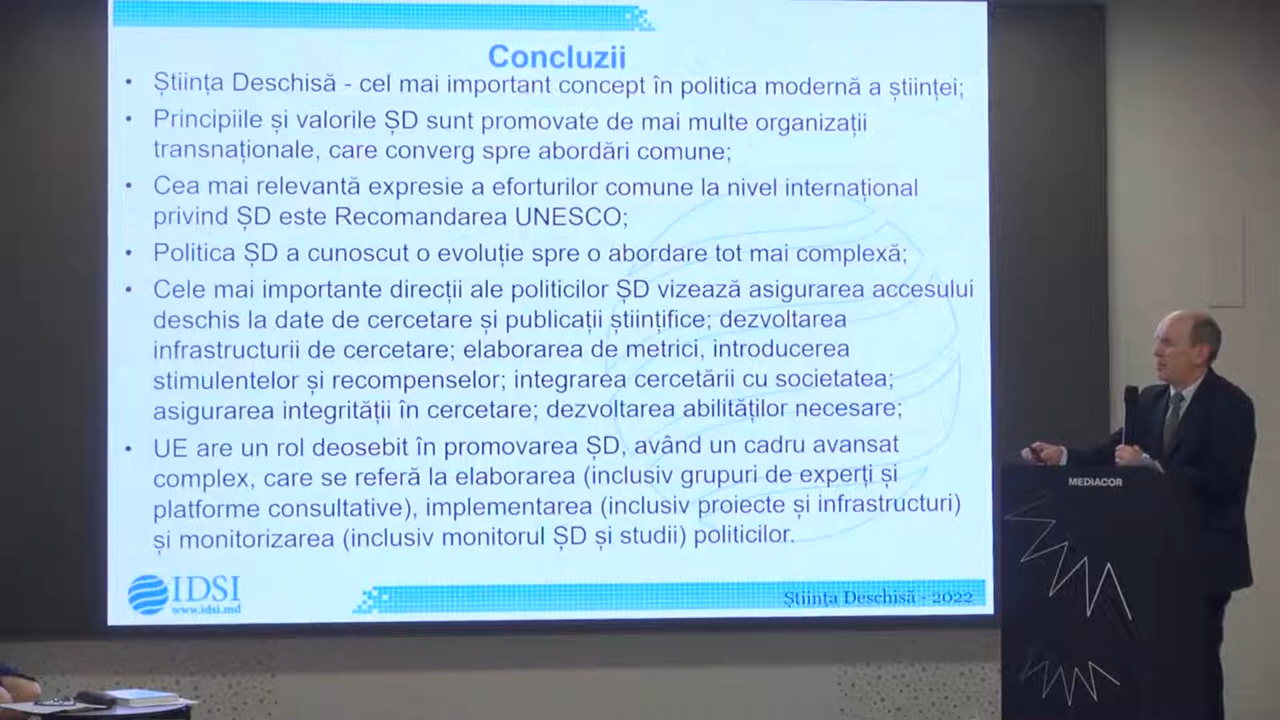 Concluzii
• Știința Deschisă - cel mai important concept în politica modernă a științei;
• Principiile și valorile ȘD sunt promovate de mai multe organizații
transnaționale, care converg spre abordări comune;
• Cea mai relevantă expresie a eforturilor comune la nivel internațional
privind ȘD este Recomandarea UNESCO;
• Politica ȘD a cunoscut o evoluție spre o abordare tot mai complexă;
• Cele mai importante direcții ale politicilor ȘD vizează asigurarea accesului
deschis la date de cercetare și publicații științifice; dezvoltarea
infrastructurii de cercetare; elaborarea de metrici, introducerea
stimulentelor și recompenselor; integrarea cercetării cu societatea;
asigurarea integrității în cercetare; dezvoltarea abilităților necesare;
• UE are un rol deosebit în promovarea ȘD, având un cadru avansat
complex, care se referă la elaborarea (inclusiv grupuri de experți și
platforme consultative), implementarea (inclusiv proiecte și infrastructuri)
și monitorizarea (inclusiv monitorul ȘD și studii) politicilor.
IDSI
www.idsi.md
Știința Deschisă - 2022
MEDIACOR